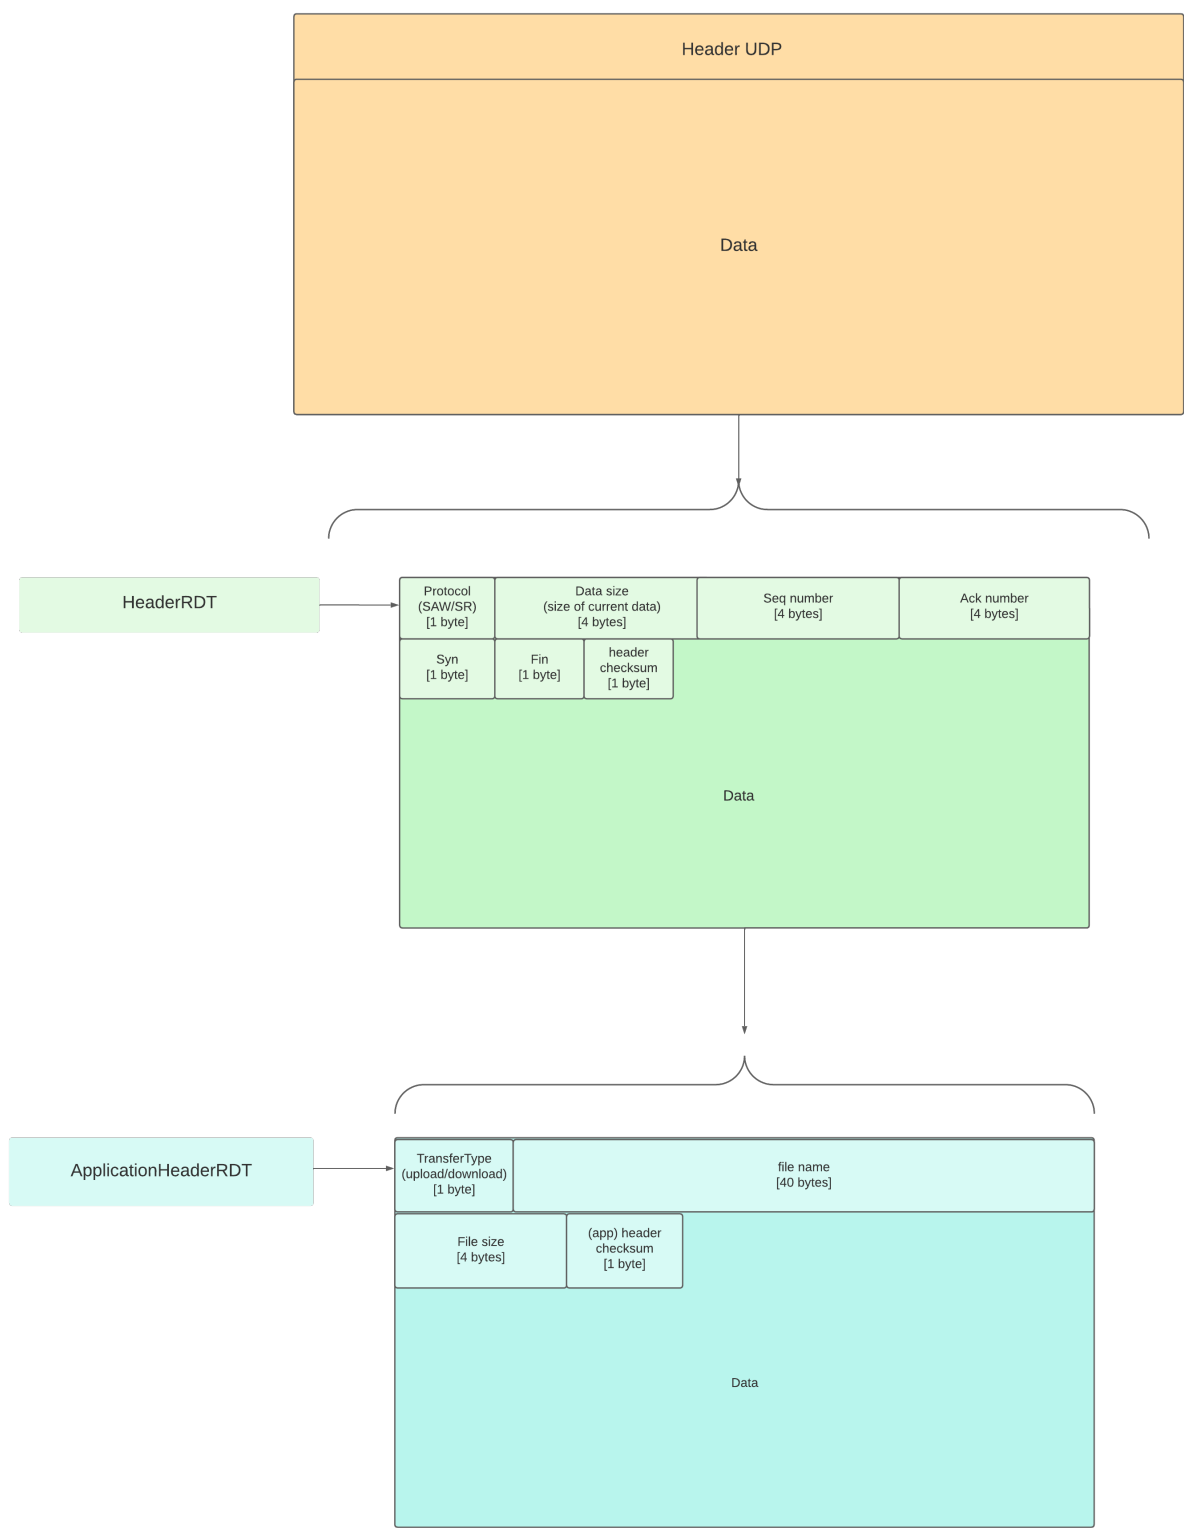 Header UDP
Data
HeaderRDT
Protocol
(SAW/SR)
[1 byte]
Data size
(size of current data)
[4 bytes]
Seq number
[4 bytes]
Ack number
[4 bytes]
Syn
[1 byte]
Fin
[1 byte]
header
checksum
[1 byte]
Data
ApplicationHeaderRDT
TransferType
(upload/download)
[1 byte]
file name
[40 bytes]
File size
[4 bytes]
(app) header
checksum
[1 byte]
Data